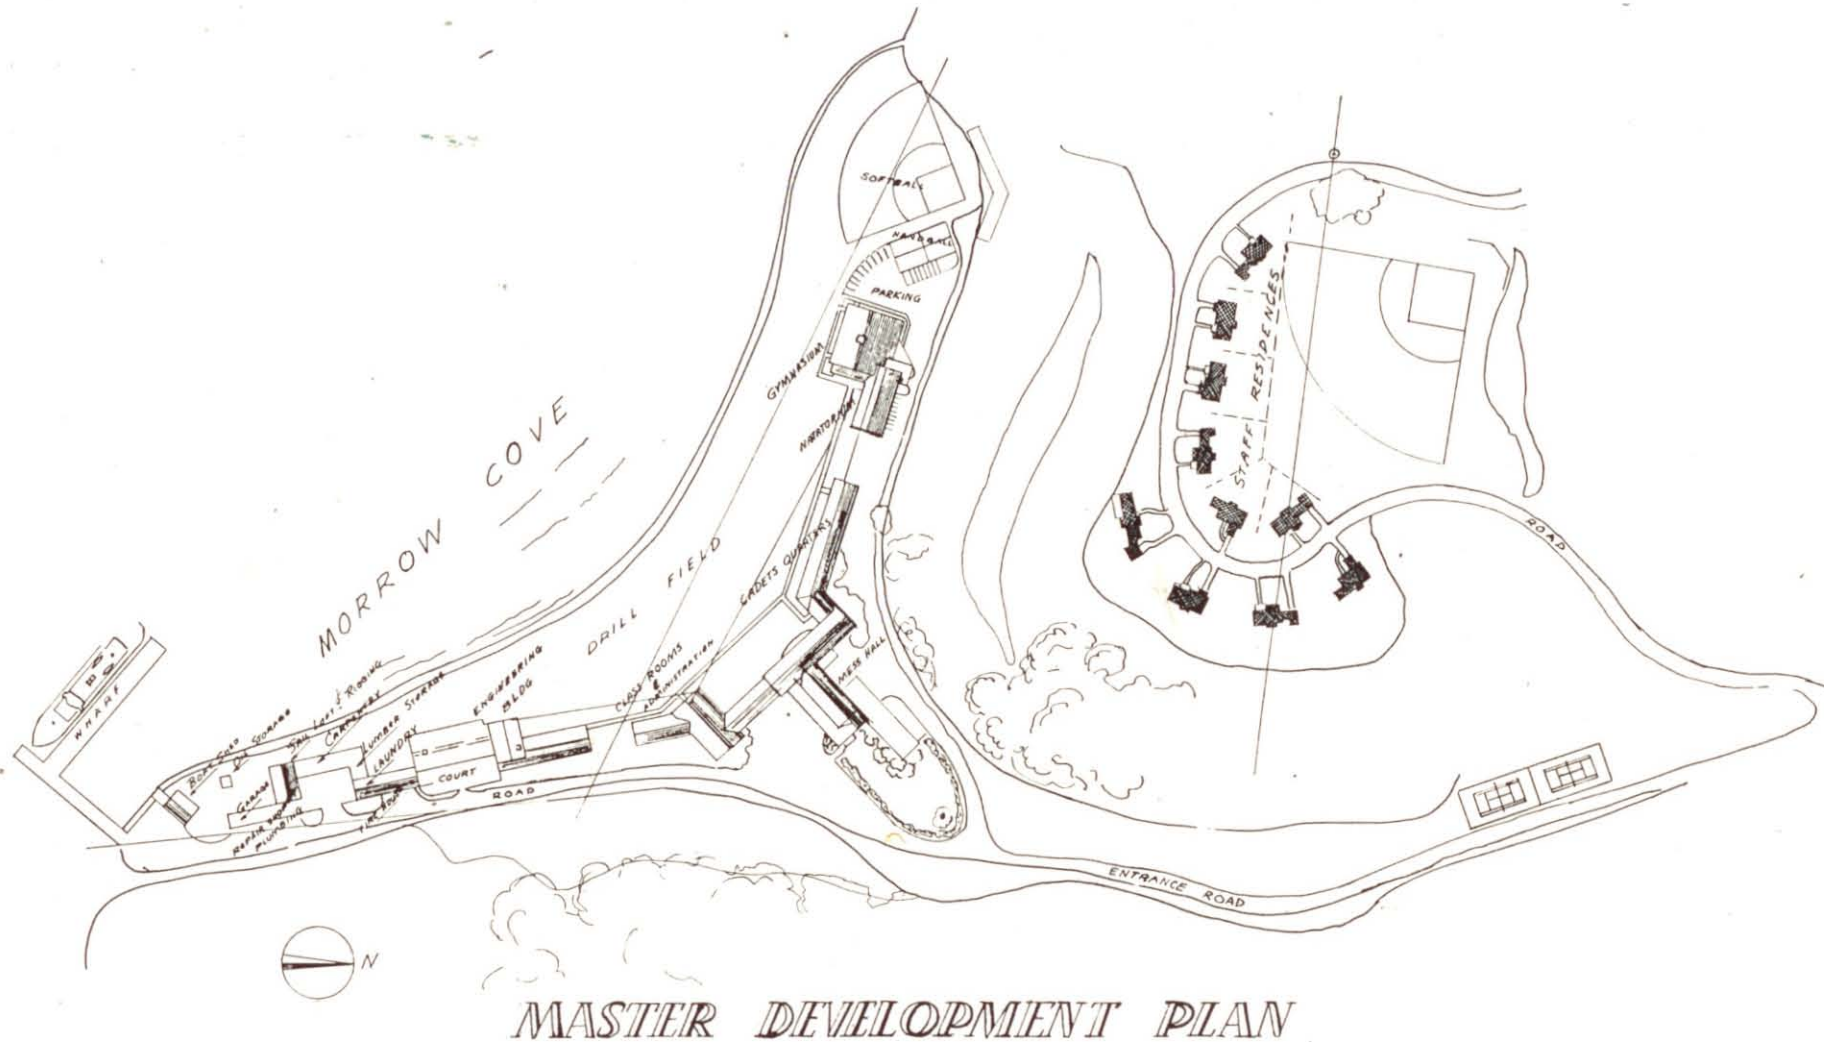 SOFTBALL
HANDBALL
PARKING
GYMNASIUM
NATATORIUM
STAFF RESIDENCES
MORROW COVE
DRILL FIELD
CADETS QUARTERS
ROAD
MESS HALL
CLASS ROOMS
&
ADMINISTRATION
ENGINEERING
BLDG
WHARF
BOAT SHED
OIL STORAGE
SAIL LOFT & RIGGING
CARPENTRY
LUMBER STORAGE
LAUNDRY
COURT
GARAGE
REPAIR
PLUMBING
ROAD
ENTRANCE ROAD
N
MASTER DEVELOPMENT PLAN